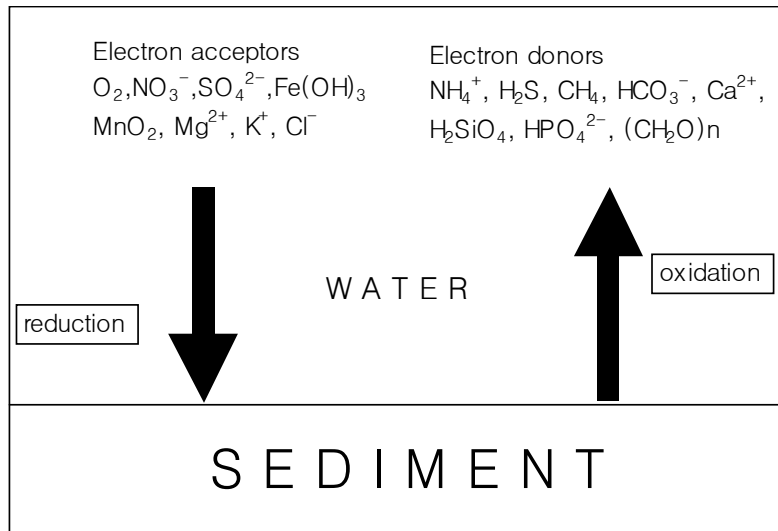 Electron acceptors
O₂,NO₃⁻,SO₄²⁻,Fe(OH)₃
MnO₂, Mg²⁺, K⁺, Cl⁻
Electron donors
NH₄⁺, H₂S, CH₄, HCO₃⁻, Ca²⁺,
H₂SiO₄, HPO₄²⁻, (CH₂O)n
oxidation
WATER
reduction
SEDIMENT